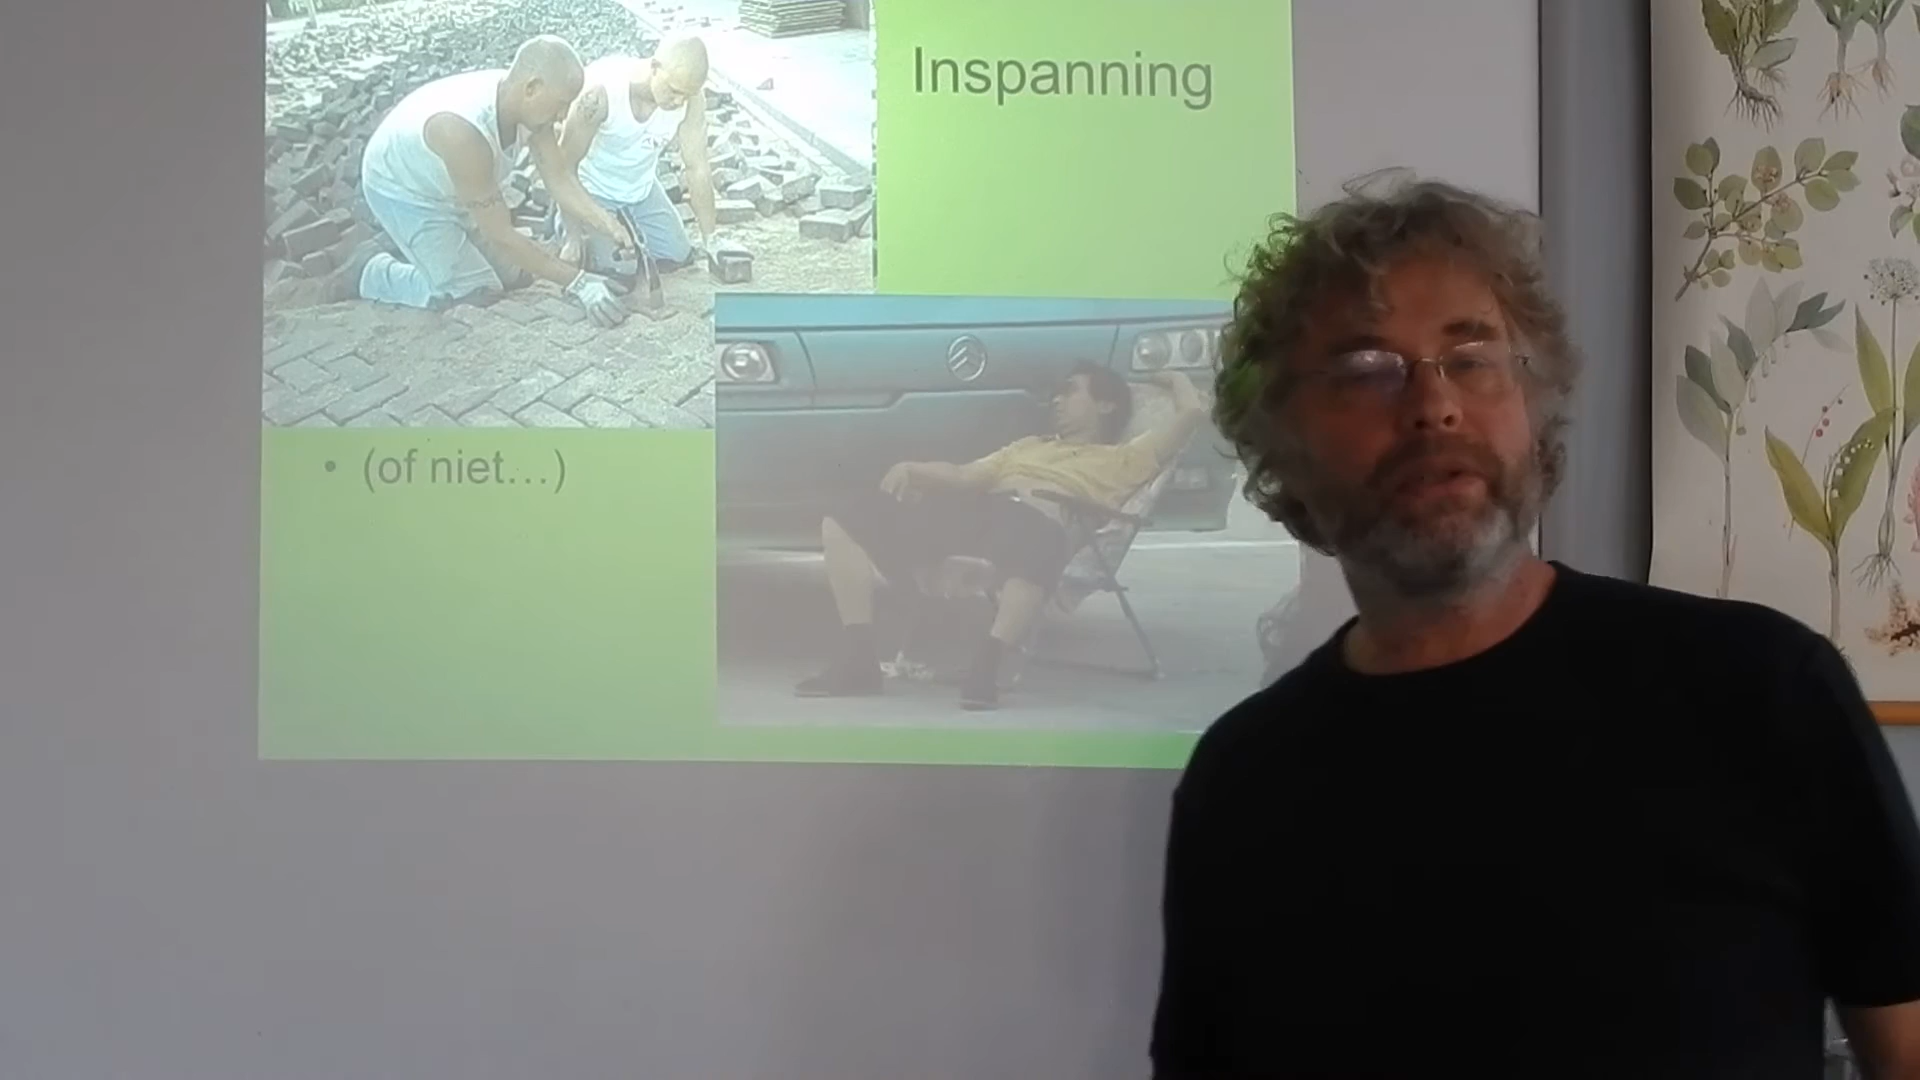 Inspanning
• (of niet…)